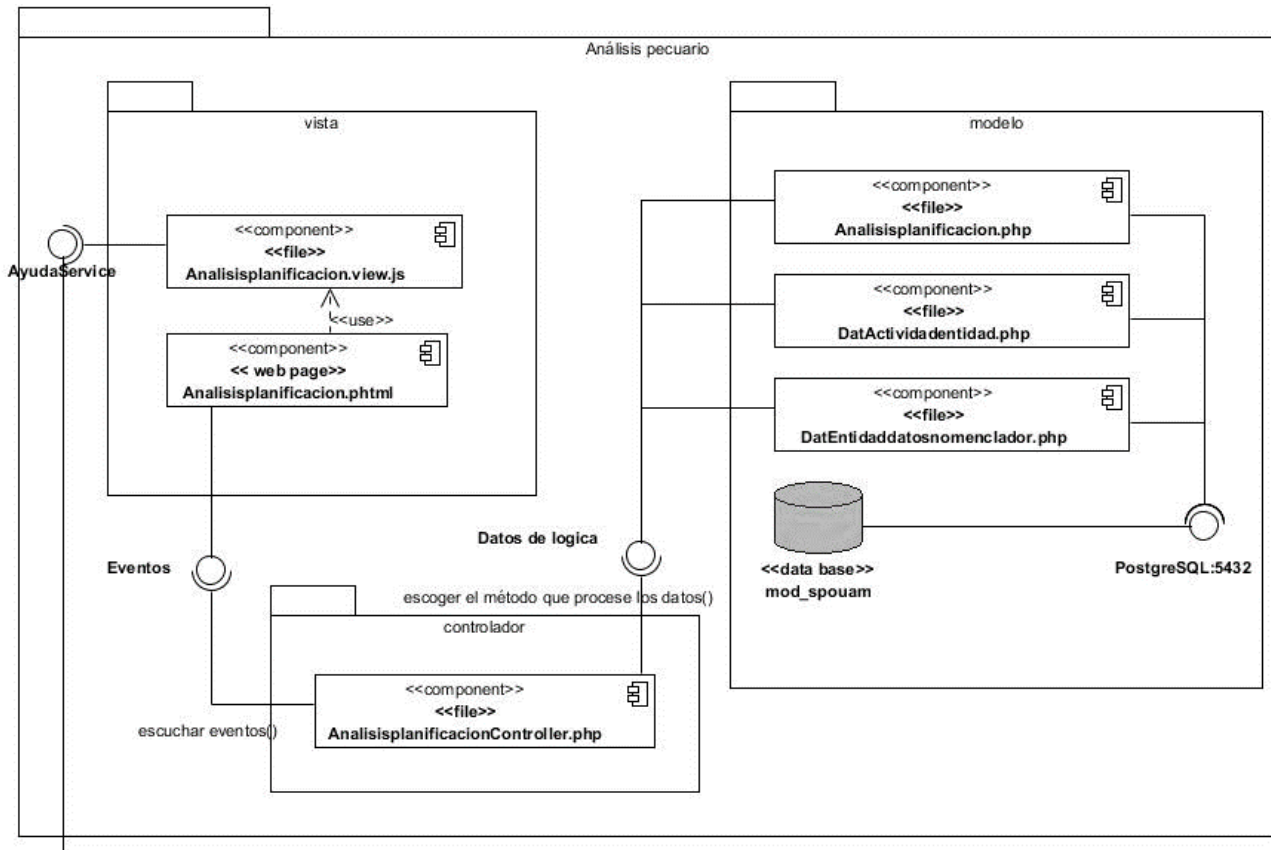 Análisis pecuario
vista
<<component>>
<<file>>
Analisisplanificacion.view.js
AyudaService
<<use>>
<<component>>
<< web page>>
Analisisplanificacion.phtml
Eventos
modelo
<<component>>
<<file>>
Analisisplanificacion.php
<<component>>
<<file>>
DatActividadentidad.php
<<component>>
<<file>>
DatEntidaddatosnomenclador.php
<<data base>>
mod_spouam
PostgreSQL:5432
Datos de logica
escoger el método que procese los datos()
controlador
<<component>>
<<file>>
AnalisisplanificacionController.php
escuchar eventos()